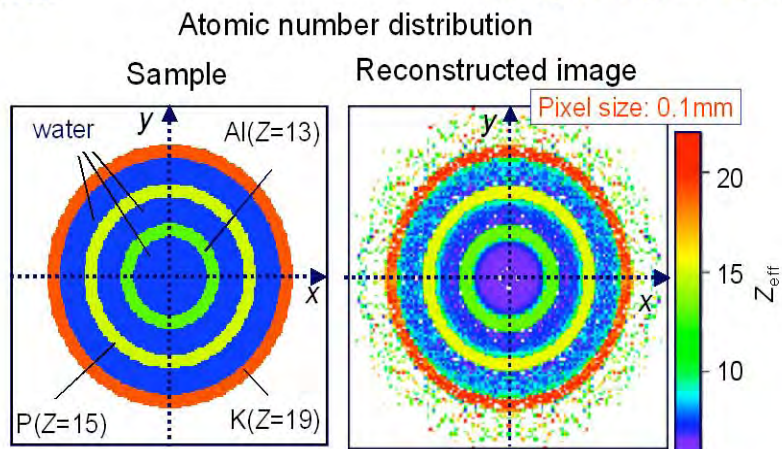 Atomic number distribution
Sample
Reconstructed image
Pixel size: 0.1mm
water
y
Al(Z=13)
x
P(Z=15)
K(Z=19)
y
x
20
15
10
Zeff